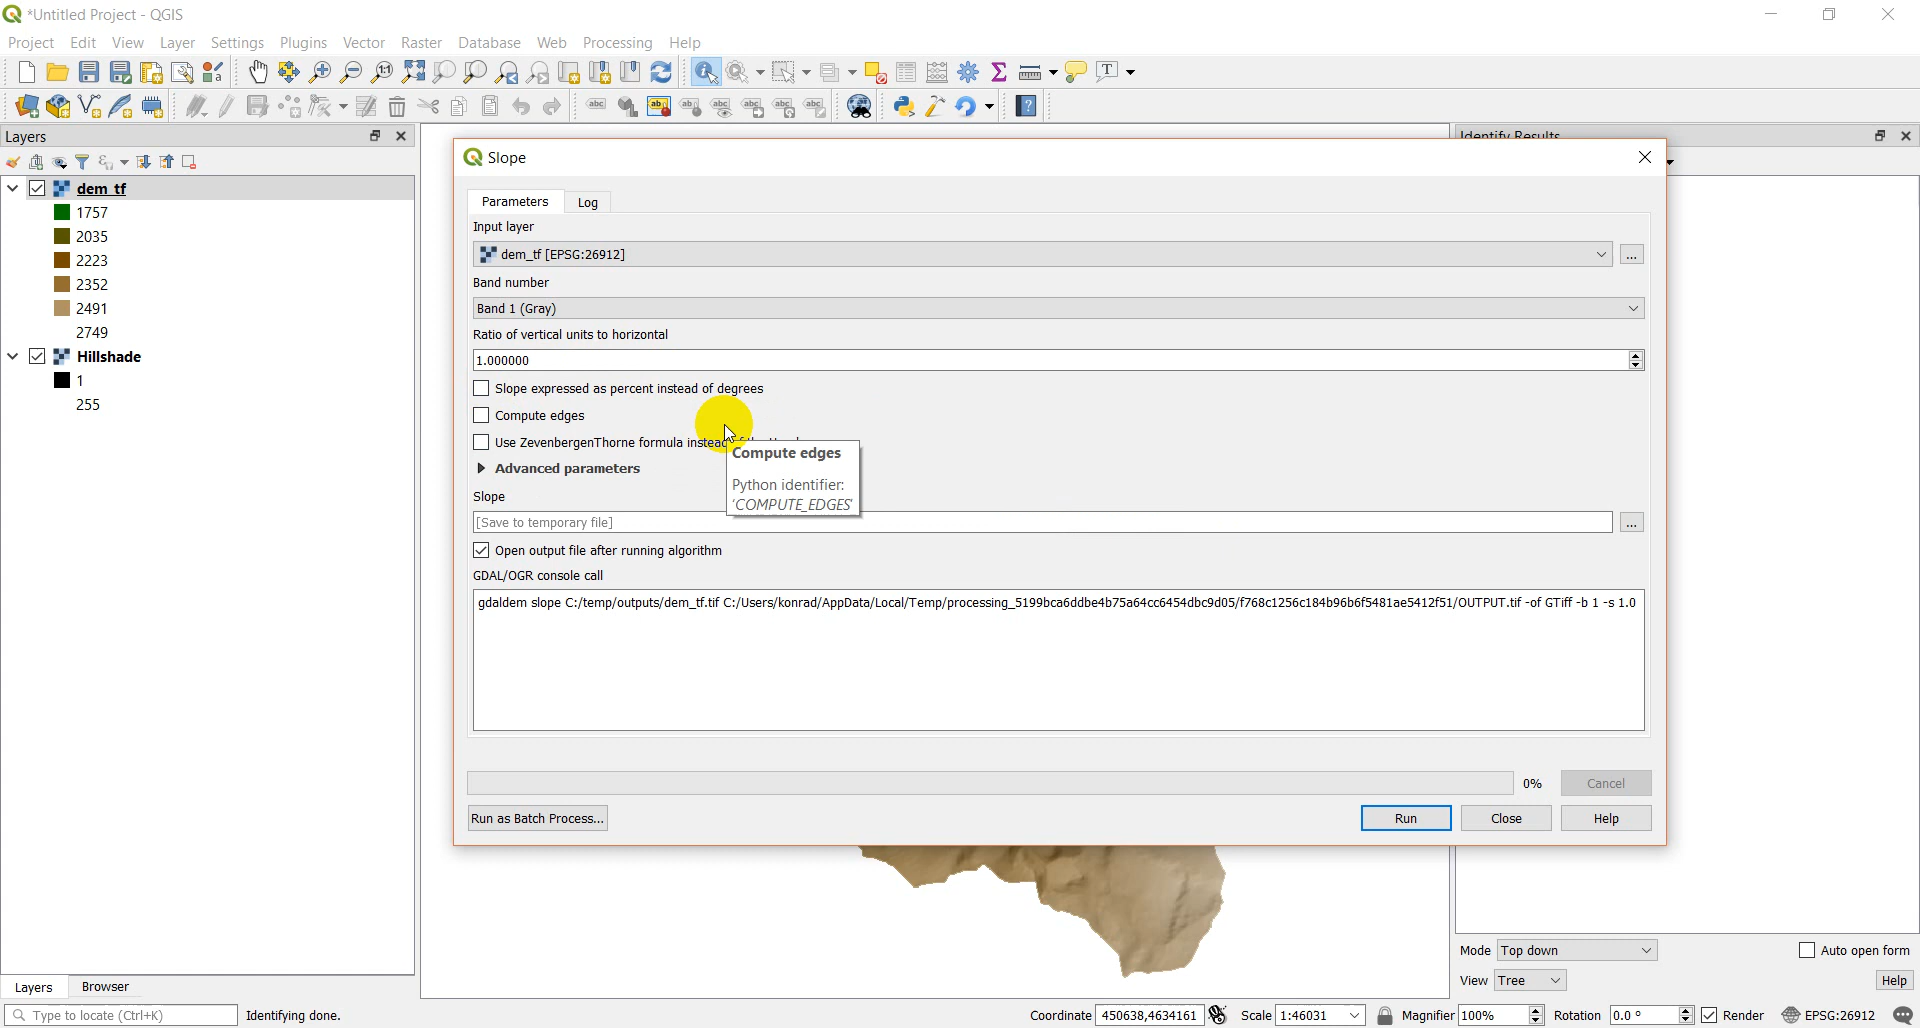 *Untitled Project - QGIS
Project Edit View Layer Settings Plugins Vector Raster Database Web Processing Help
Layers
dem_tf
1757
2035
2223
2352
2491
2749
Hillshade
1
255
Layers Browser
Identify Results
Slope
Parameters Log
Input layer
dem_tf [EPSG:26912]
Band number
Band 1 (Gray)
Ratio of vertical units to horizontal
1.000000
Slope expressed as percent instead of degrees
Compute edges
Use ZevenbergenThorne formula instead
Compute edges
Python identifier:
'COMPUTE_EDGES'
Advanced parameters
Slope
[Save to temporary file]
Open output file after running algorithm
GDAL/OGR console call
gdaldem slope C:/temp/outputs/dem_tf.tif C:/Users/konrad/AppData/Local/Temp/processing_5199bca6ddbe4b75a64cc6454dbc9d05/f768c1256c184b96b6f5481ae5412f51/OUTPUT.tif -of GTiff -b 1 -s 1.0
0% Cancel
Run as Batch Process... Run Close Help
Mode Top down Auto open form
View Tree Help
Type to locate (Ctrl+K) Identifying done. Coordinate 450638,4634161 Scale 1:46031 Magnifier 100% Rotation 0.0 ° Render EPSG:26912